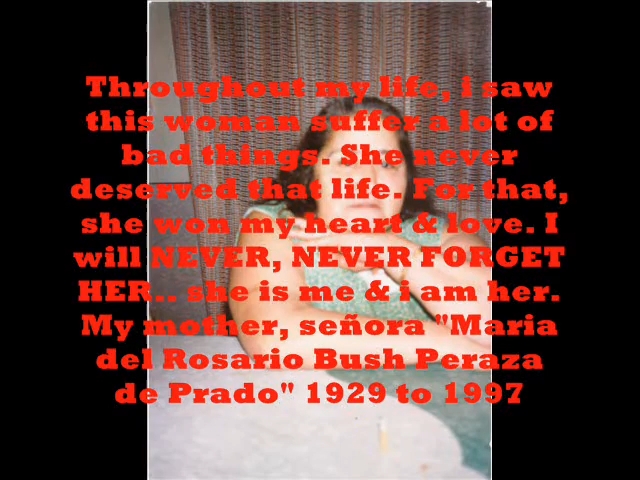 Throughout my life, i saw
this woman suffer a lot of
bad things. She never
deserved that life. For that,
she won my heart & love. I
will NEVER, NEVER FORGET
HER.. she is me & i am her.
My mother, señora "Maria
del Rosario Bush Peraza
de Prado" 1929 to 1997